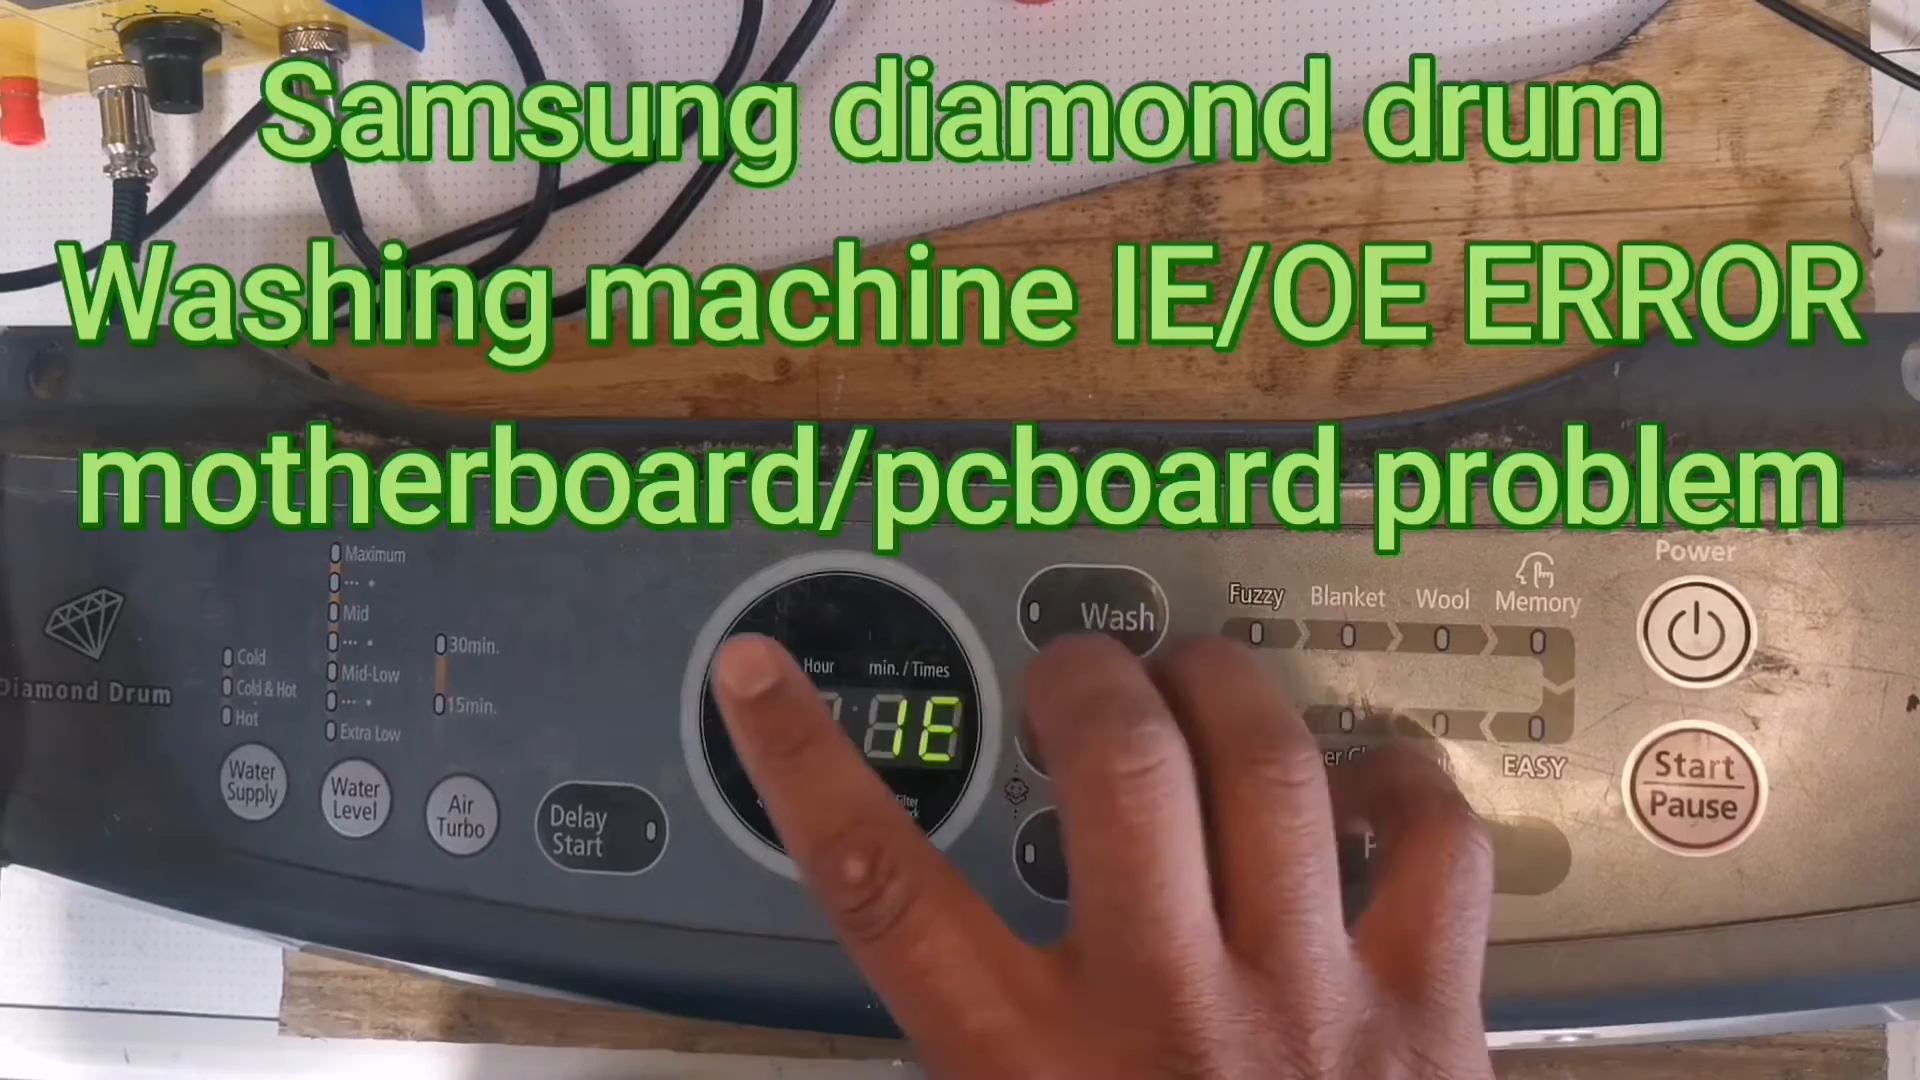 Samsung diamond drum
Washing machine IE/OE ERROR
motherboard/pcboard problem
Diamond Drum
Cold
Cold & Hot
Hot
Water
Supply
Maximum
Mid
Mid-Low
Extra Low
Water
Level
30min.
15min.
Air
Turbo
Delay
Start
Hour
min. / Times
IE
Wash
Fuzzy
Blanket
Wool
Memory
EASY
Power
Start
Pause